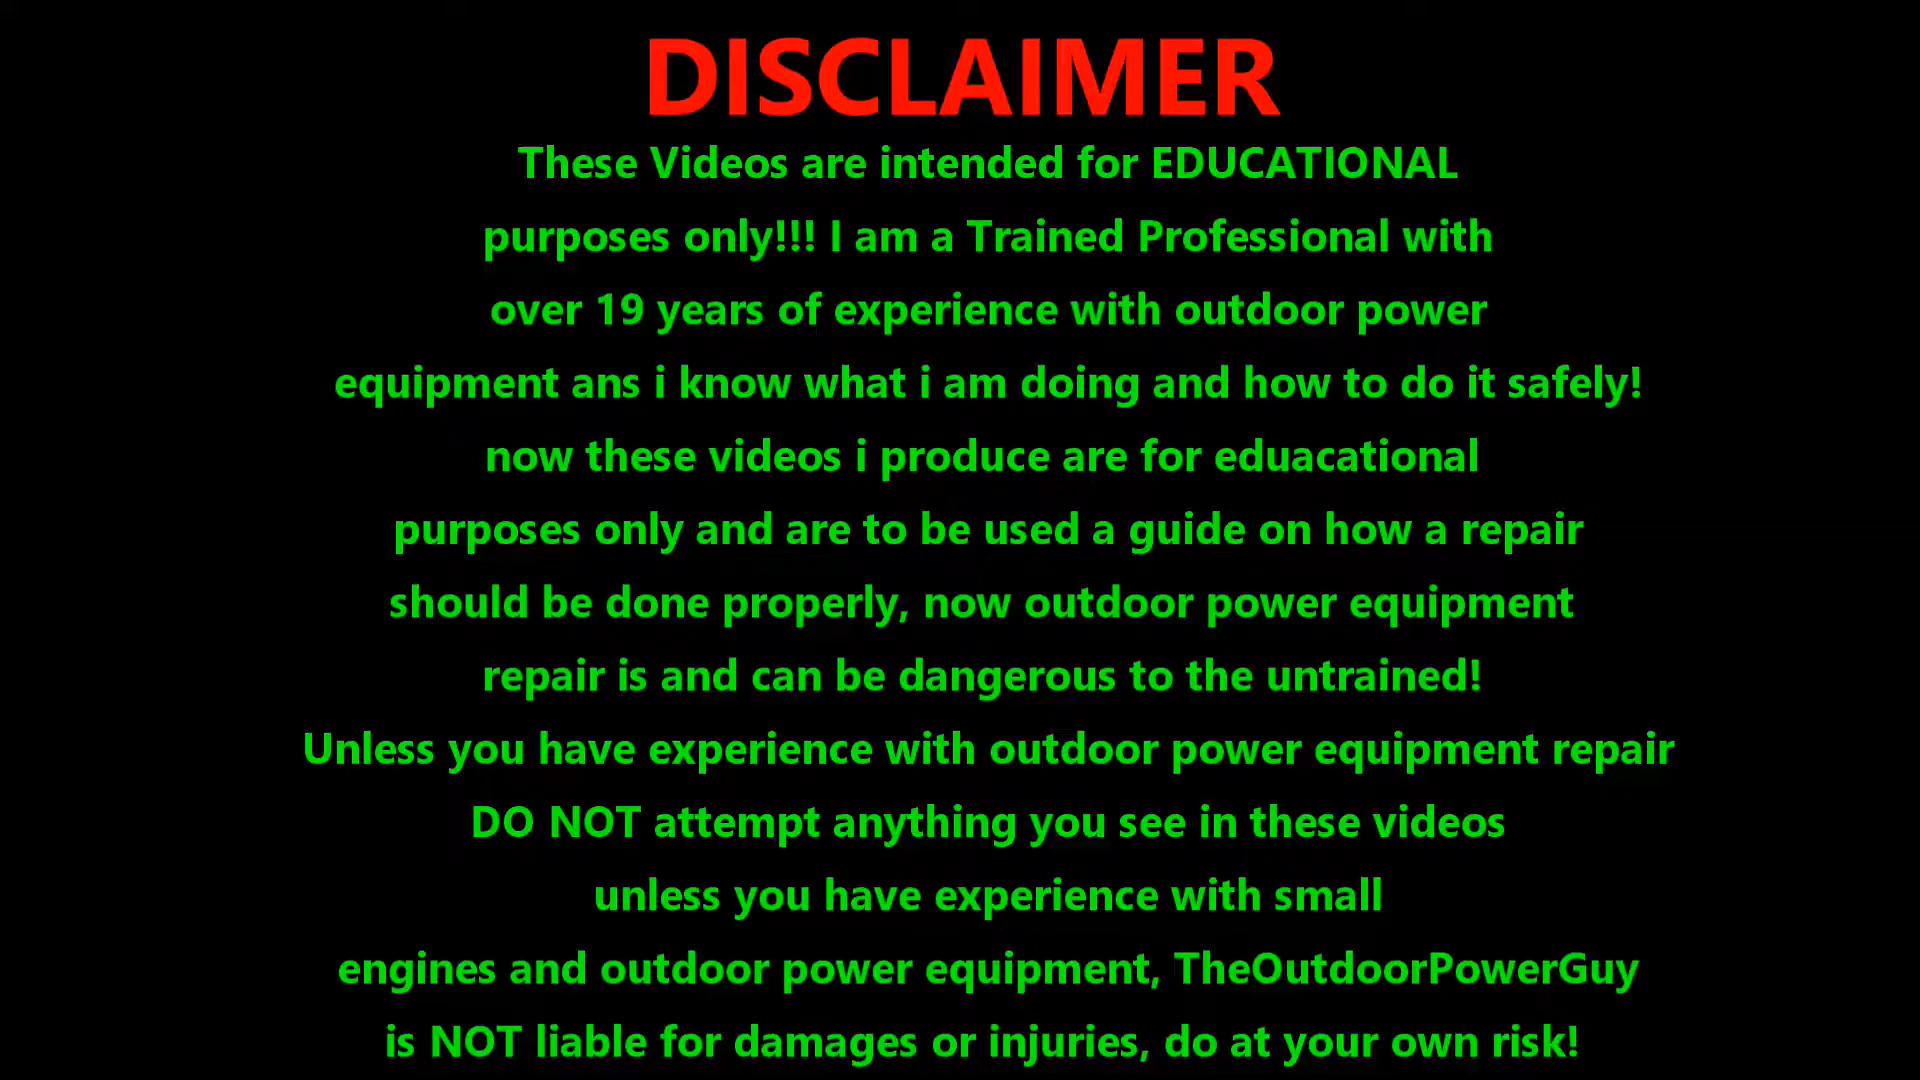 DISCLAIMER
These Videos are intended for EDUCATIONAL
purposes only!!! I am a Trained Professional with
over 19 years of experience with outdoor power
equipment ans i know what i am doing and how to do it safely!
now these videos i produce are for eduacational
purposes only and are to be used a guide on how a repair
should be done properly, now outdoor power equipment
repair is and can be dangerous to the untrained!
Unless you have experience with outdoor power equipment repair
DO NOT attempt anything you see in these videos
unless you have experience with small
engines and outdoor power equipment, TheOutdoorPowerGuy
is NOT liable for damages or injuries, do at your own risk!